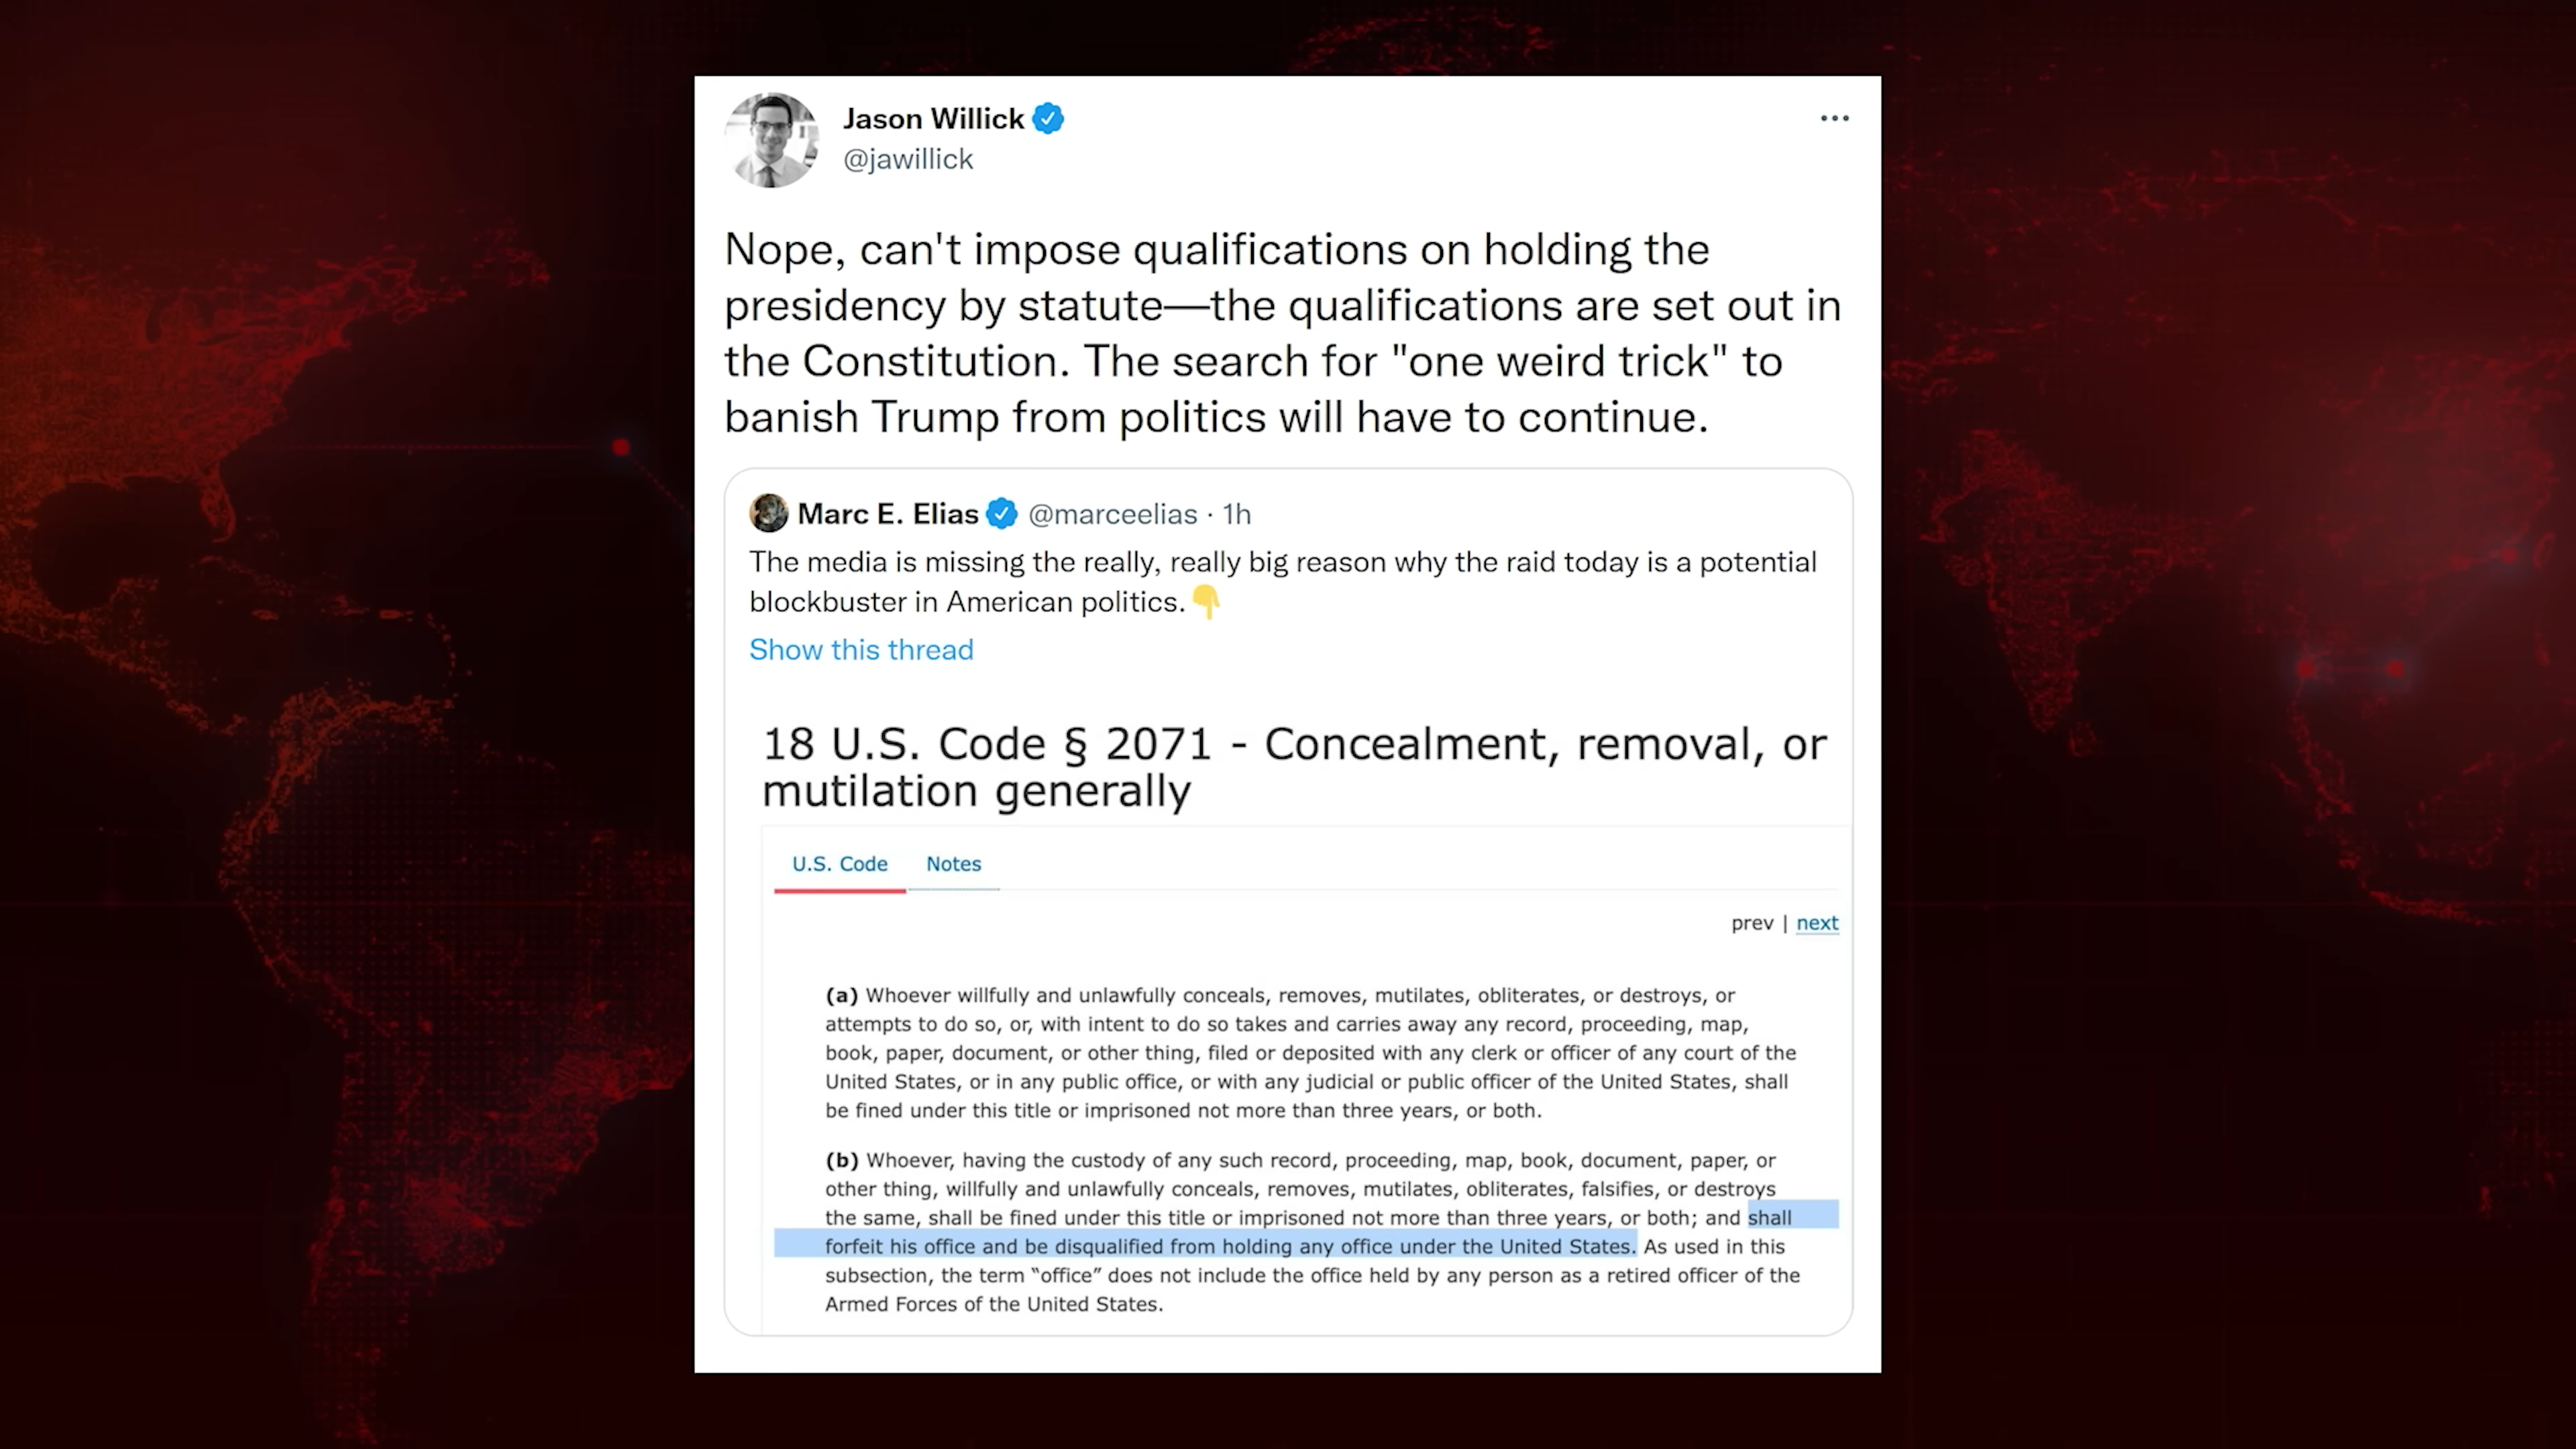 Jason Willick
@jawillick
Nope, can't impose qualifications on holding the
presidency by statute—the qualifications are set out in
the Constitution. The search for "one weird trick" to
banish Trump from politics will have to continue.
Marc E. Elias @marceelias · 1h
The media is missing the really, really big reason why the raid today is a potential
blockbuster in American politics.👇
Show this thread
18 U.S. Code § 2071 - Concealment, removal, or
mutilation generally
U.S. Code Notes
prev | next
(a) Whoever willfully and unlawfully conceals, removes, mutilates, obliterates, or destroys, or
attempts to do so, or, with intent to do so takes and carries away any record, proceeding, map,
book, paper, document, or other thing, filed or deposited with any clerk or officer of any court of the
United States, or in any public office, or with any judicial or public officer of the United States, shall
be fined under this title or imprisoned not more than three years, or both.
(b) Whoever, having the custody of any such record, proceeding, map, book, document, paper, or
other thing, willfully and unlawfully conceals, removes, mutilates, obliterates, falsifies, or destroys
the same, shall be fined under this title or imprisoned not more than three years, or both; and shall
forfeit his office and be disqualified from holding any office under the United States. As used in this
subsection, the term “office” does not include the office held by any person as a retired officer of the
Armed Forces of the United States.